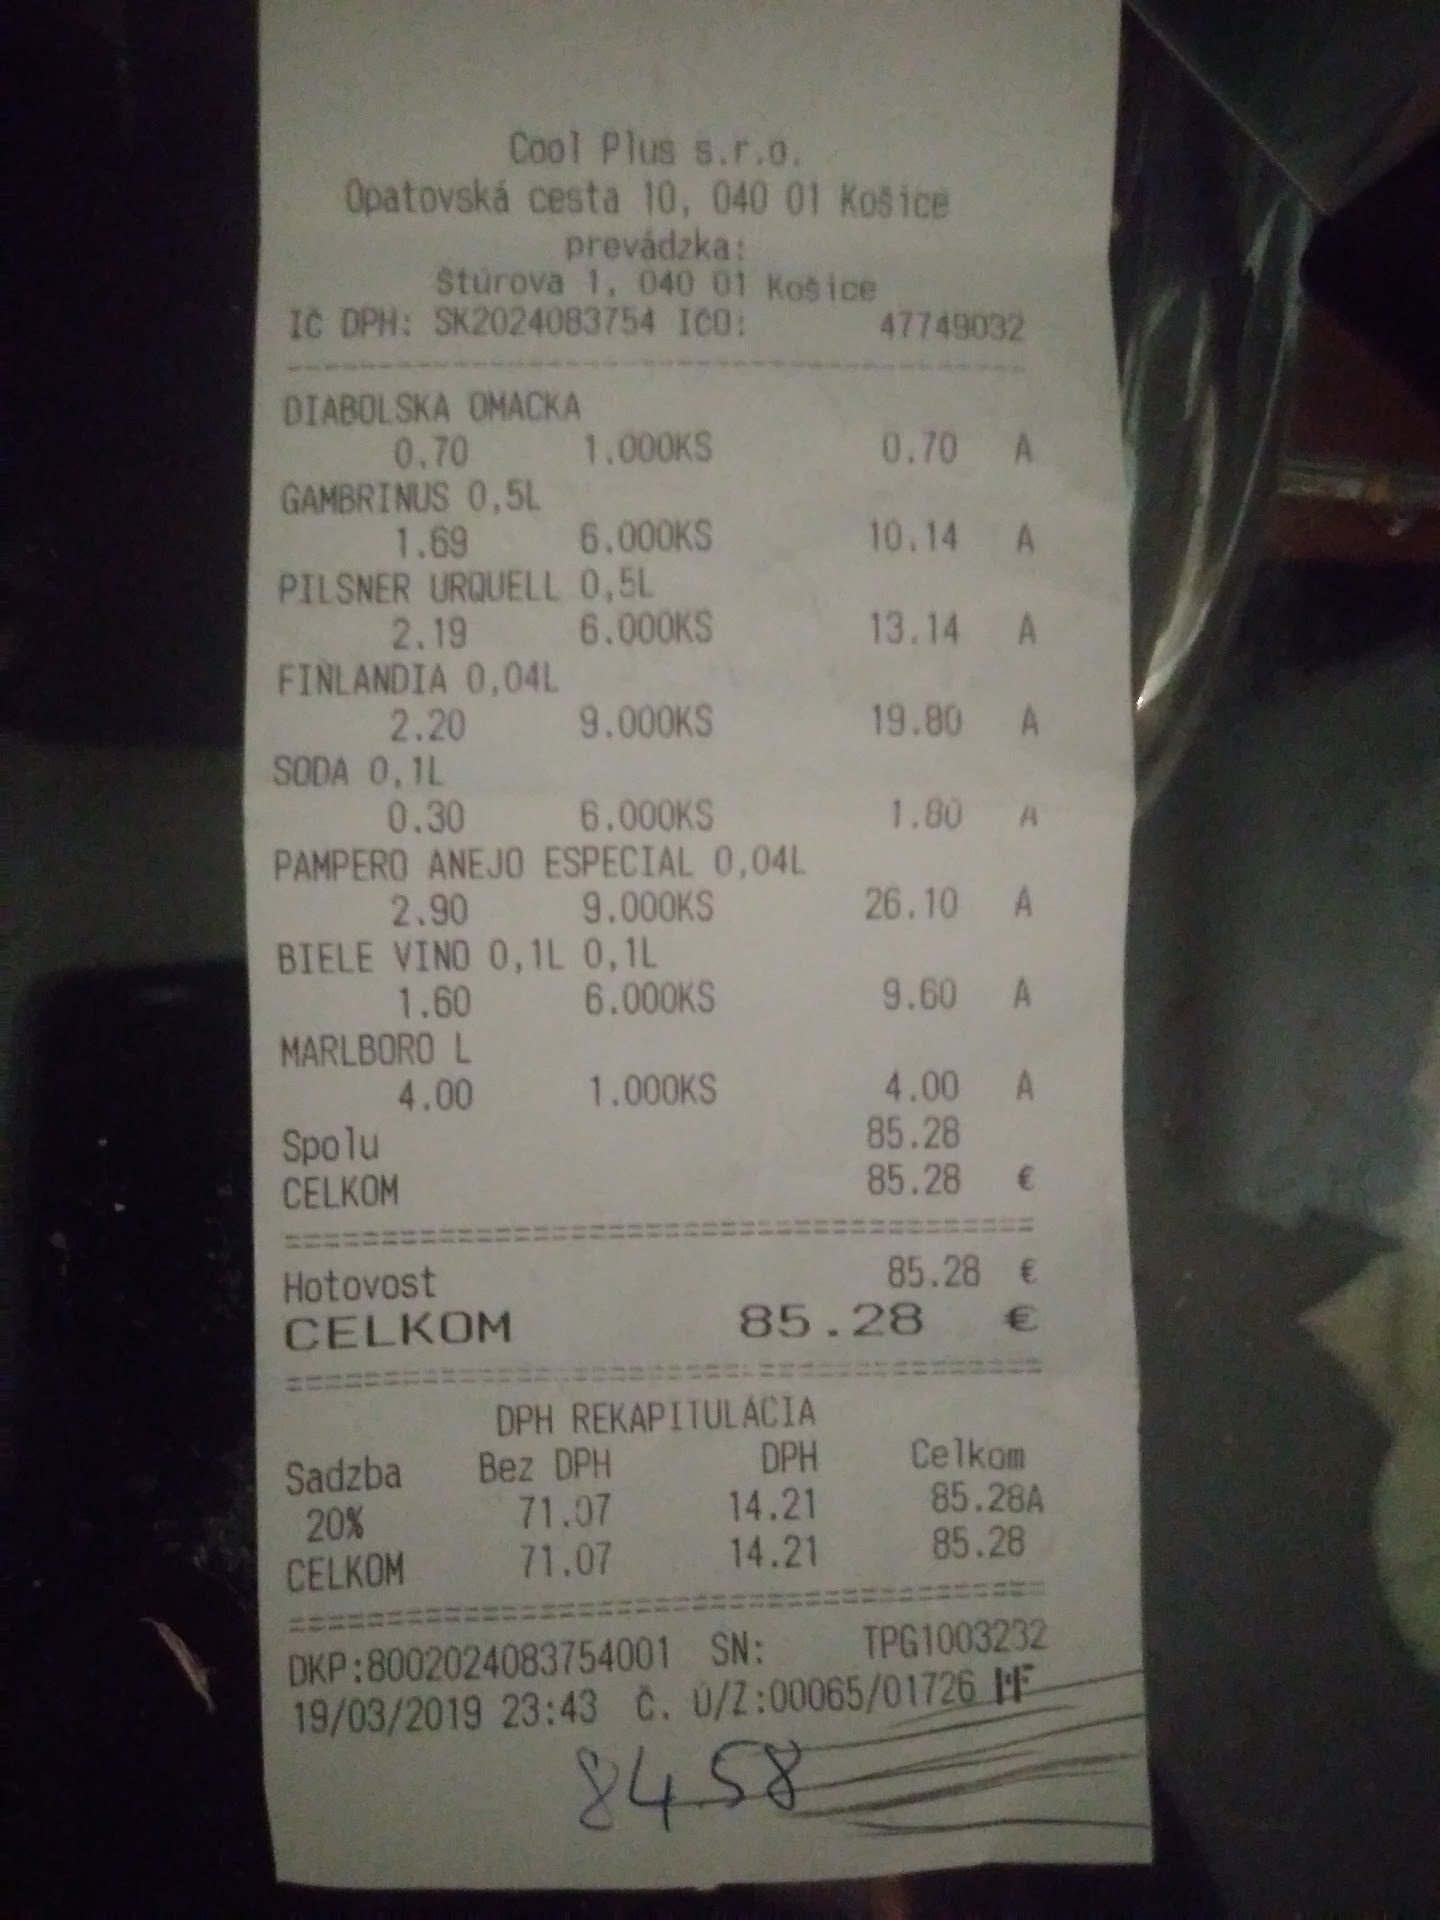 Cool Plus s.r.o.
Opatovská cesta 10, 040 01 Košice
prevádzka:
Štúrova 1, 040 01 Košice
IČ DPH: SK2024083754 IČO: 47749032
DIABOLSKA OMACKA
0.70 1.000KS 0.70 A
GAMBRINUS 0,5L
1.69 6.000KS 10.14 A
PILSNER URQUELL 0,5L
2.19 6.000KS 13.14 A
FINLANDIA 0,04L
2.20 9.000KS 19.80 A
SODA 0,1L
0.30 6.000KS 1.80 A
PAMPERO ANEJO ESPECIAL 0,04L
2.90 9.000KS 26.10 A
BIELE VINO 0,1L 0,1L
1.60 6.000KS 9.60 A
MARLBORO L
4.00 1.000KS 4.00 A
Spolu 85.28
CELKOM 85.28 €
Hotovost 85.28 €
CELKOM 85.28 €
DPH REKAPITULÁCIA
Sadzba Bez DPH DPH Celkom
20% 71.07 14.21 85.28A
CELKOM 71.07 14.21 85.28
DKP:8002024083754001 SN: TPG1003232
19/03/2019 23:43 Č. Ú/Z:00065/01726 MF
84.58